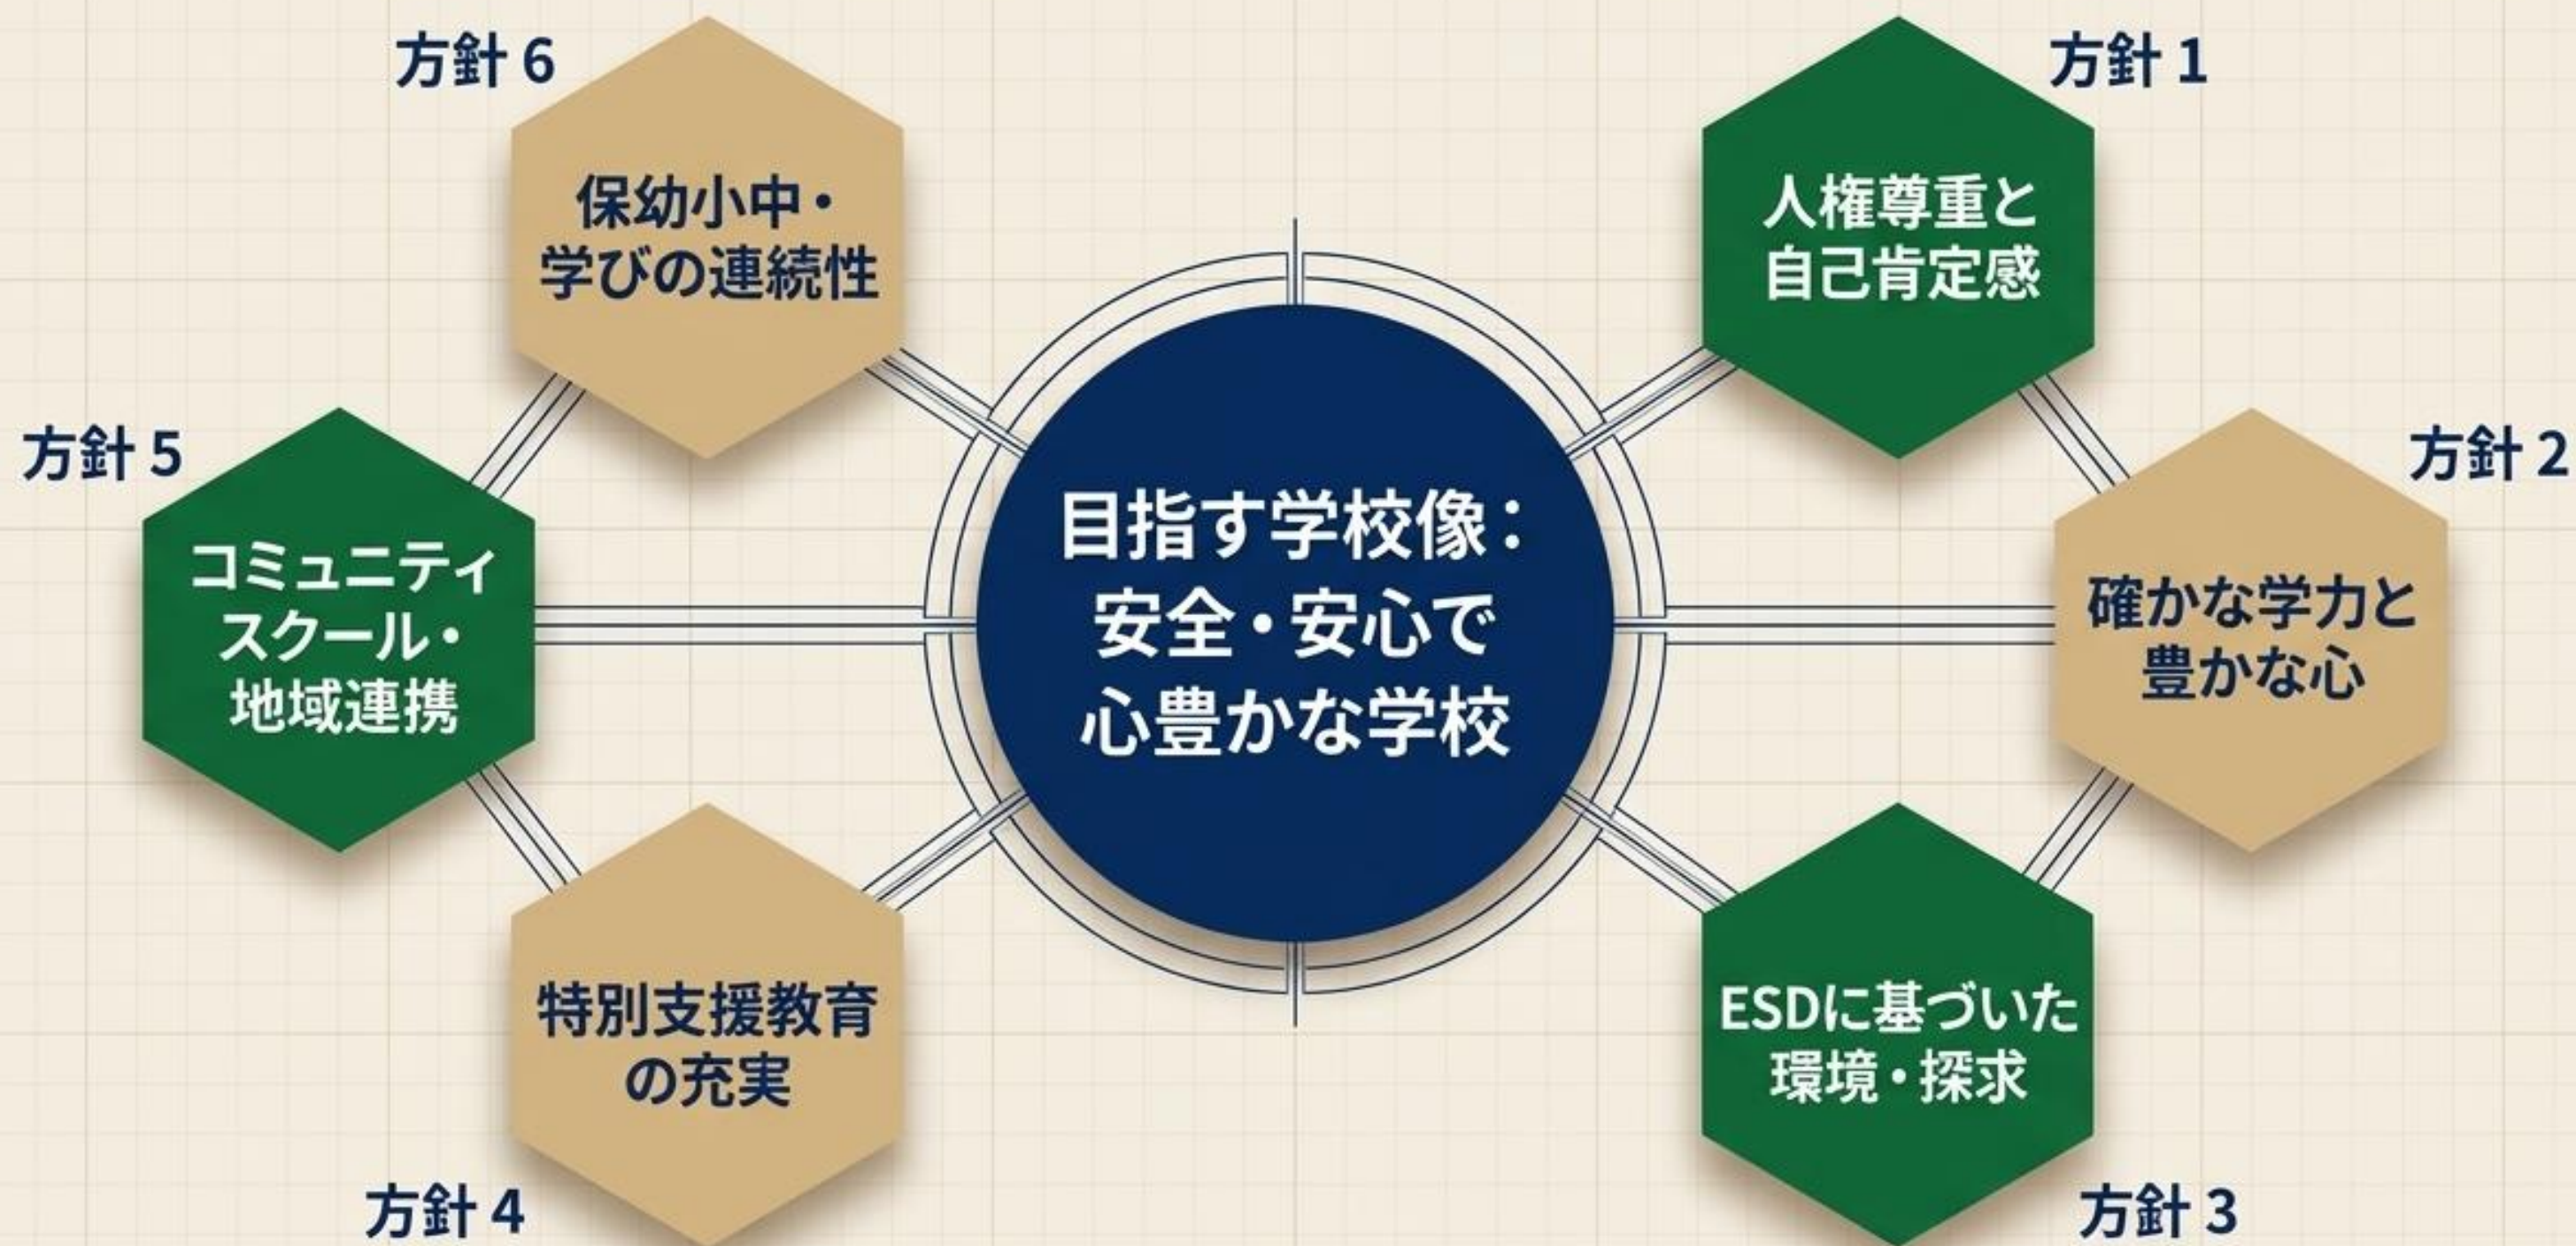 目指す学校像：
安全・安心で
心豊かな学校
方針 1
人権尊重と
自己肯定感
方針 2
確かな学力と
豊かな心
方針 3
ESDに基づいた
環境・探求
方針 4
特別支援教育
の充実
方針 5
コミュニティ
スクール・
地域連携
方針 6
保幼小中・
学びの連続性